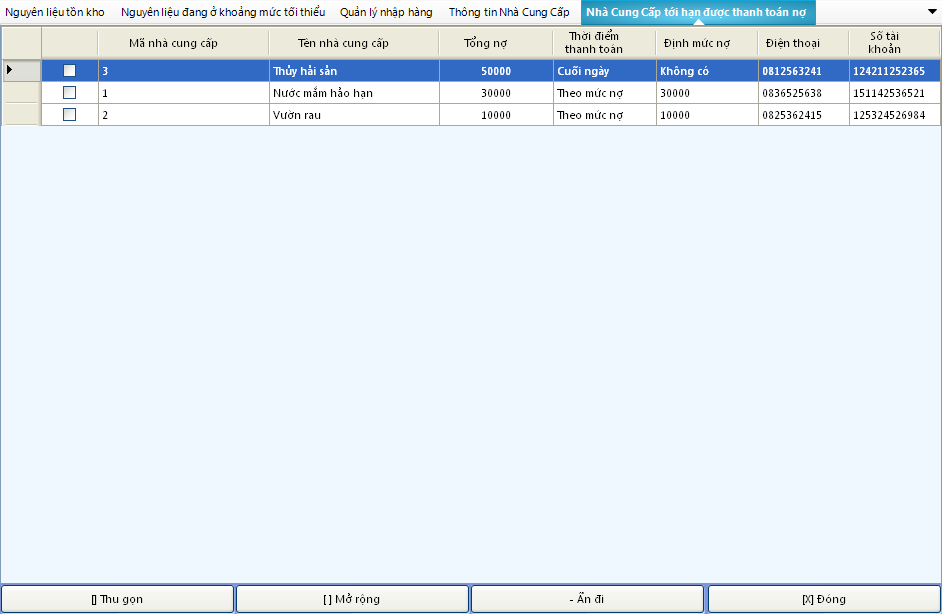 Nguyên liệu tồn kho Nguyên liệu đang ở khoảng mức tối thiểu Quản lý nhập hàng Thông tin Nhà Cung Cấp Nhà Cung Cấp tới hạn được thanh toán nợ
Mã nhà cung cấp Tên nhà cung cấp Tổng nợ Thời điểm thanh toán Định mức nợ Điện thoại Số tài khoản
3 Thủy hải sản 50000 Cuối ngày Không có 0812563241 124211252365
1 Nước mắm hảo hạn 30000 Theo mức nợ 30000 0836525638 151142536521
2 Vườn rau 10000 Theo mức nợ 10000 0825362415 125324526984
[] Thu gọn [ ] Mở rộng - Ẩn đi [X] Đóng